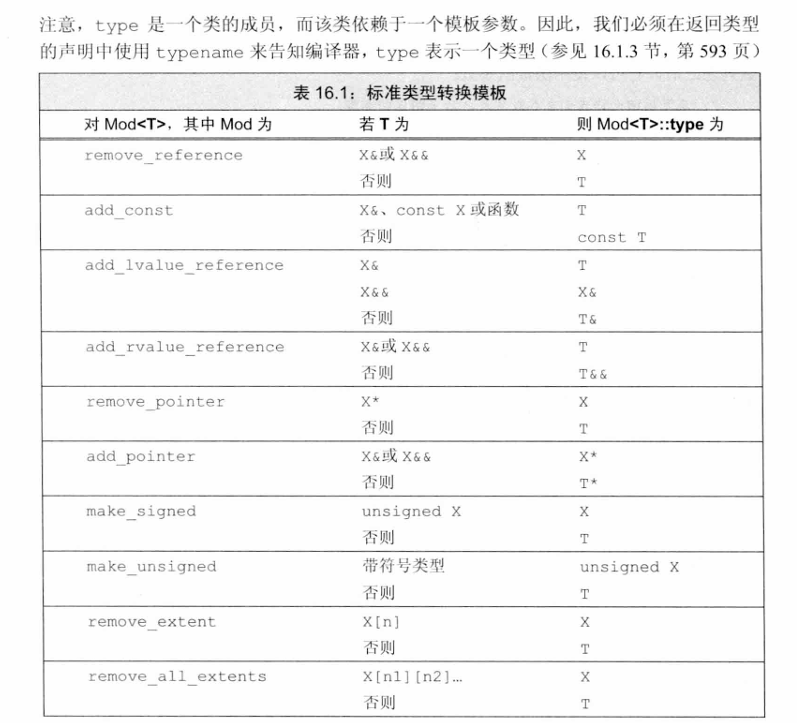 注意，type 是一个类的成员，而该类依赖于一个模板参数。因此，我们必须在返回类型
的声明中使用 typename 来告知编译器，type 表示一个类型（参见 16.1.3 节，第 593 页）
表 16.1：标准类型转换模板
对 Mod<T>，其中 Mod 为 若 T 为 则 Mod<T>::type 为
remove_reference X&或 X&& X
否则 T
add_const X&、const X 或函数 T
否则 const T
add_lvalue_reference X& T
X&& X&
否则 T&
add_rvalue_reference X&或 X&& T
否则 T&&
remove_pointer X* X
否则 T
add_pointer X&或 X&& X*
否则 T*
make_signed unsigned X X
否则 T
make_unsigned 带符号类型 unsigned X
否则 T
remove_extent X[n] X
否则 T
remove_all_extents X[n1][n2]… X
否则 T